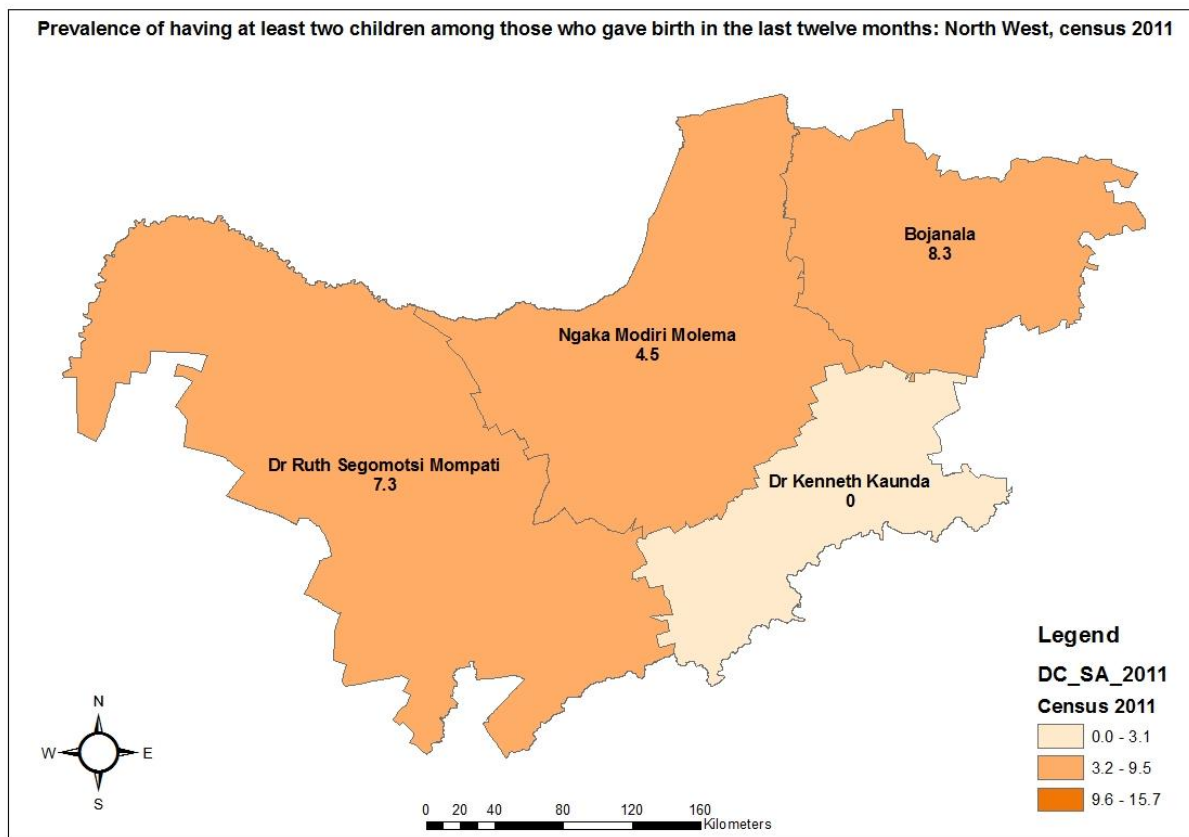 Prevalence of having at least two children among those who gave birth in the last twelve months: North West, census 2011
Bojanala
8.3
Ngaka Modiri Molema
4.5
Dr Ruth Segomotsi Mompati
7.3
Dr Kenneth Kaunda
0
Legend
DC_SA_2011
Census 2011
0.0 - 3.1
3.2 - 9.5
9.6 - 15.7
N
W E
S
0 20 40 80 120 160
Kilometers